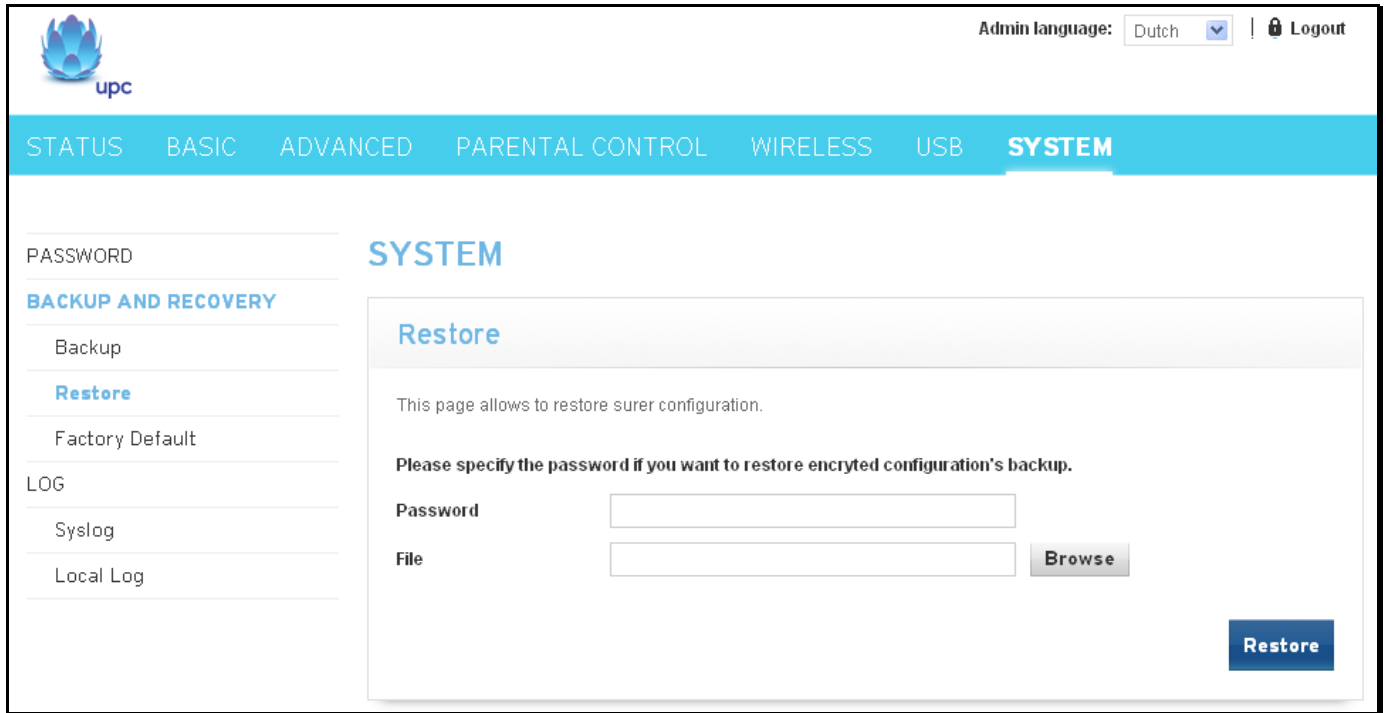 upc
Admin language: Dutch | Logout
STATUS BASIC ADVANCED PARENTAL CONTROL WIRELESS USB SYSTEM
PASSWORD
BACKUP AND RECOVERY
Backup
Restore
Factory Default
LOG
Syslog
Local Log
SYSTEM
Restore
This page allows to restore surer configuration.
Please specify the password if you want to restore encryted configuration's backup.
Password
File Browse
Restore